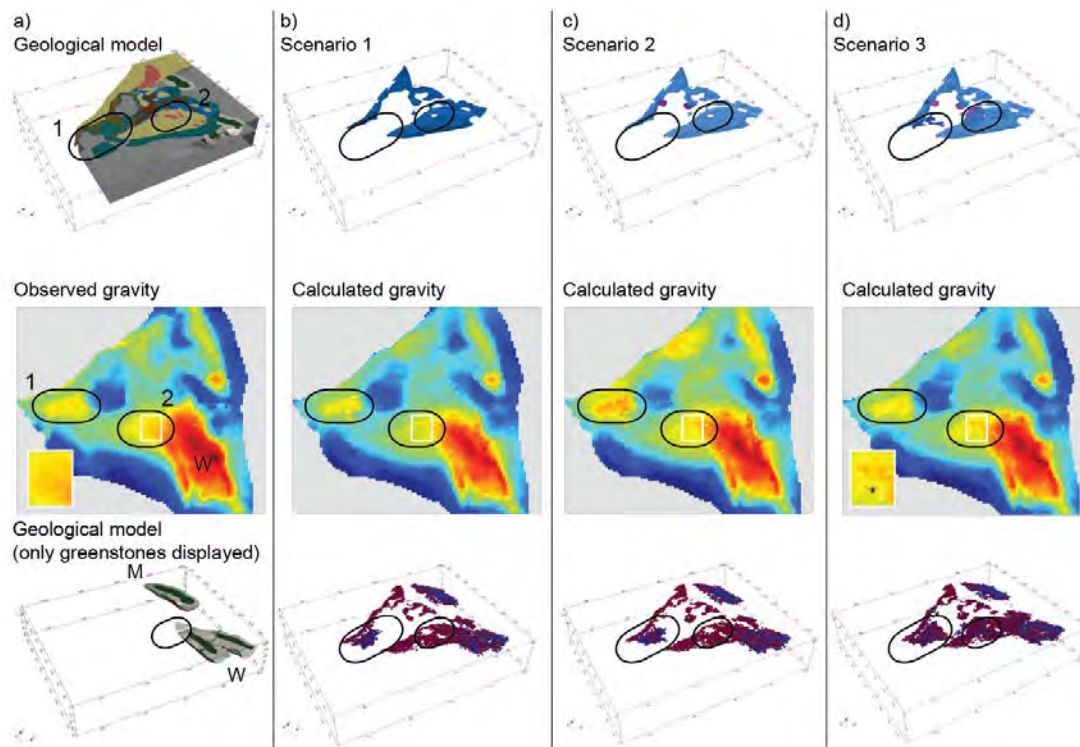 a)
Geological model
1
2
Observed gravity
1
2
W
Geological model
(only greenstones displayed)
M
W
b)
Scenario 1
Calculated gravity
c)
Scenario 2
Calculated gravity
d)
Scenario 3
Calculated gravity
*